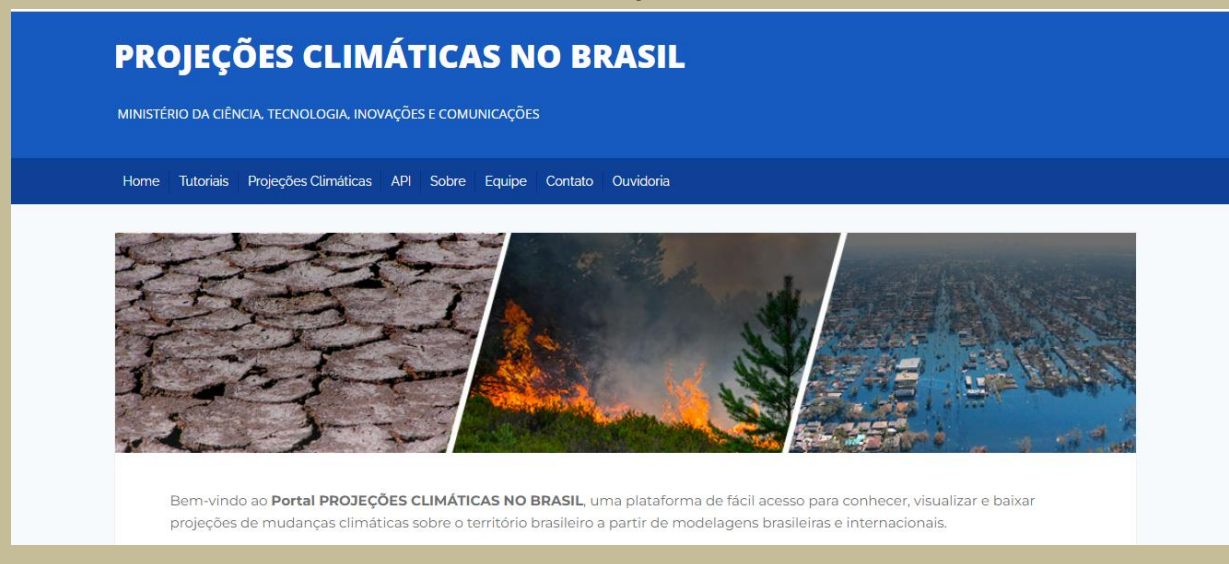 PROJEÇÕES CLIMÁTICAS NO BRASIL
MINISTÉRIO DA CIÊNCIA, TECNOLOGIA, INOVAÇÕES E COMUNICAÇÕES
Home Tutoriais Projeções Climáticas API Sobre Equipe Contato Ouvidoria
Bem-vindo ao Portal PROJEÇÕES CLIMÁTICAS NO BRASIL, uma plataforma de fácil acesso para conhecer, visualizar e baixar
projeções de mudanças climáticas sobre o território brasileiro a partir de modelagens brasileiras e internacionais.